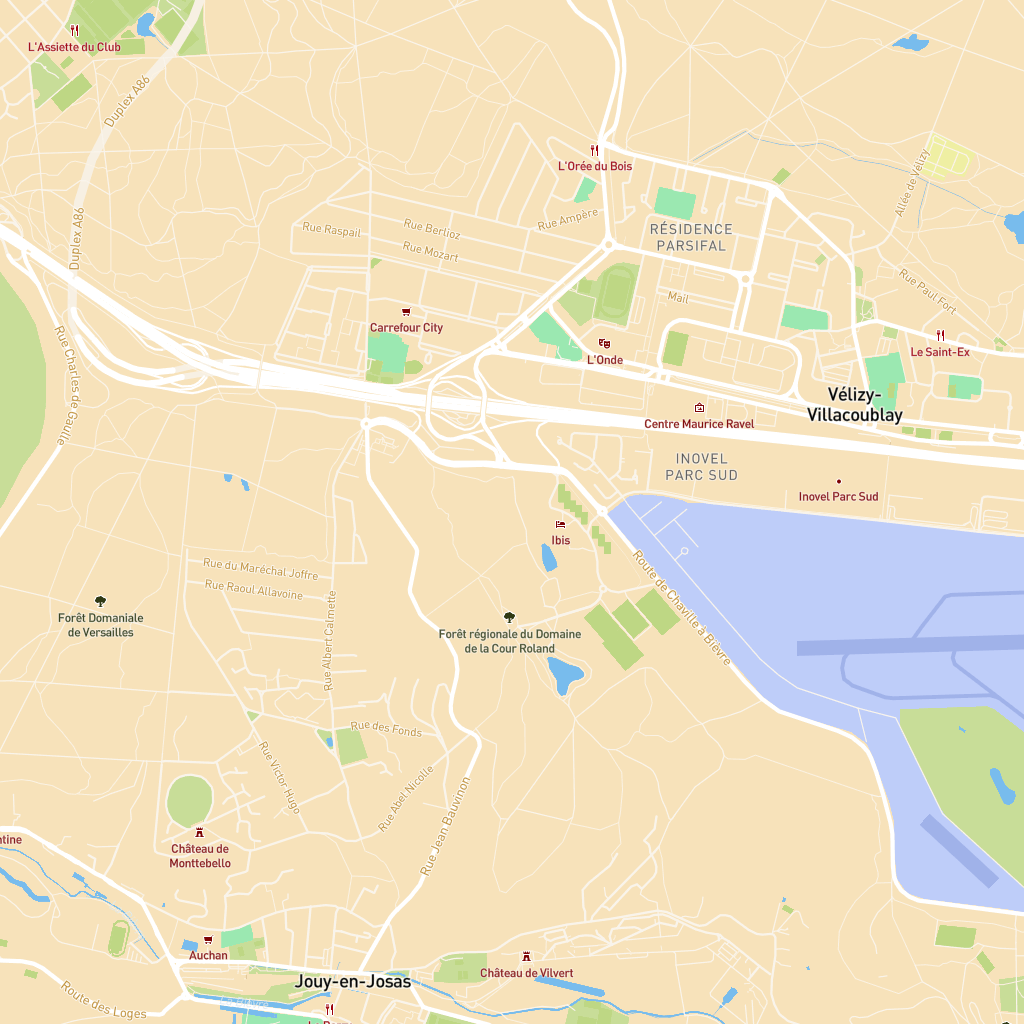 L'Assiette du Club
Duplex A86
L'Orée du Bois
Allée de Vélizy
Rue Ampère
Rue Berlioz
Rue Raspail
RÉSIDENCE
PARSIFAL
Duplex A86
Rue Mozart
Rue Paul Fort
Mail
Carrefour City
Le Saint-Ex
L'Onde
Rue Charles de Gaulle
Vélizy-
Villacoublay
Centre Maurice Ravel
INOVEL
PARC SUD
Inovel Parc Sud
Ibis
Rue du Maréchal Joffre
Rue Raoul Allavoine
Route de Chaville à Bièvre
Forêt Domaniale
de Versailles
Rue Albert Calmette
Forêt régionale du Domaine
de la Cour Roland
Rue des Fonds
Rue Victor Hugo
Rue Abel Nicolle
Rue Jean Bauvinon
ntine
Château de
Monttebello
Auchan
Château de Vilvert
Jouy-en-Josas
Route des Loges